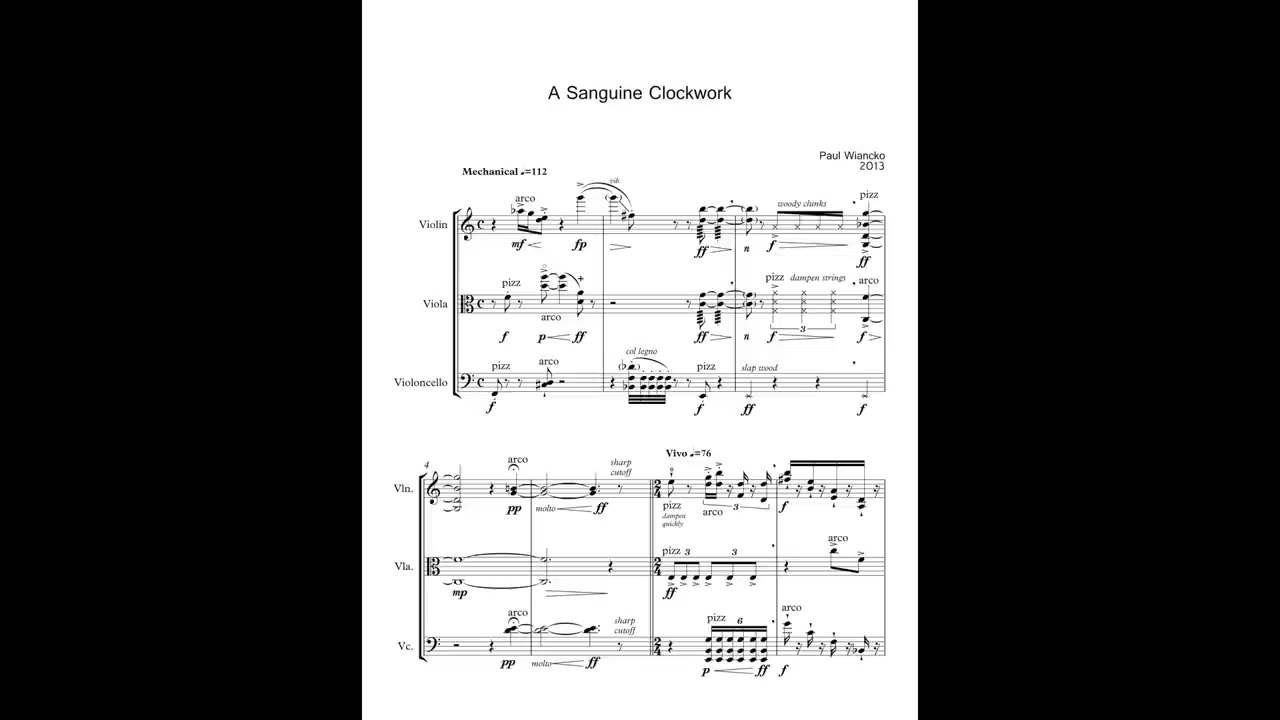 A Sanguine Clockwork
Paul Wiancko
2013
Mechanical ♩=112
vib.
arco
pizz
woody clunks
Violin
mf
fp
ff
n
f
ff
pizz
pizz
dampen strings
arco
Viola
arco
f
p
ff
ff
n
f
3
f
col legno
pizz
arco
pizz
slap wood
Violoncello
f
f
ff
f
4
arco
sharp
cutoff
Vivo ♩=76
Vln.
pp
molto
ff
pizz
dampen
quickly
arco
3
f
pizz
3
3
arco
Vla.
mp
ff
arco
sharp
cutoff
pizz
6
arco
Vc.
pp
molto
ff
p
ff
f